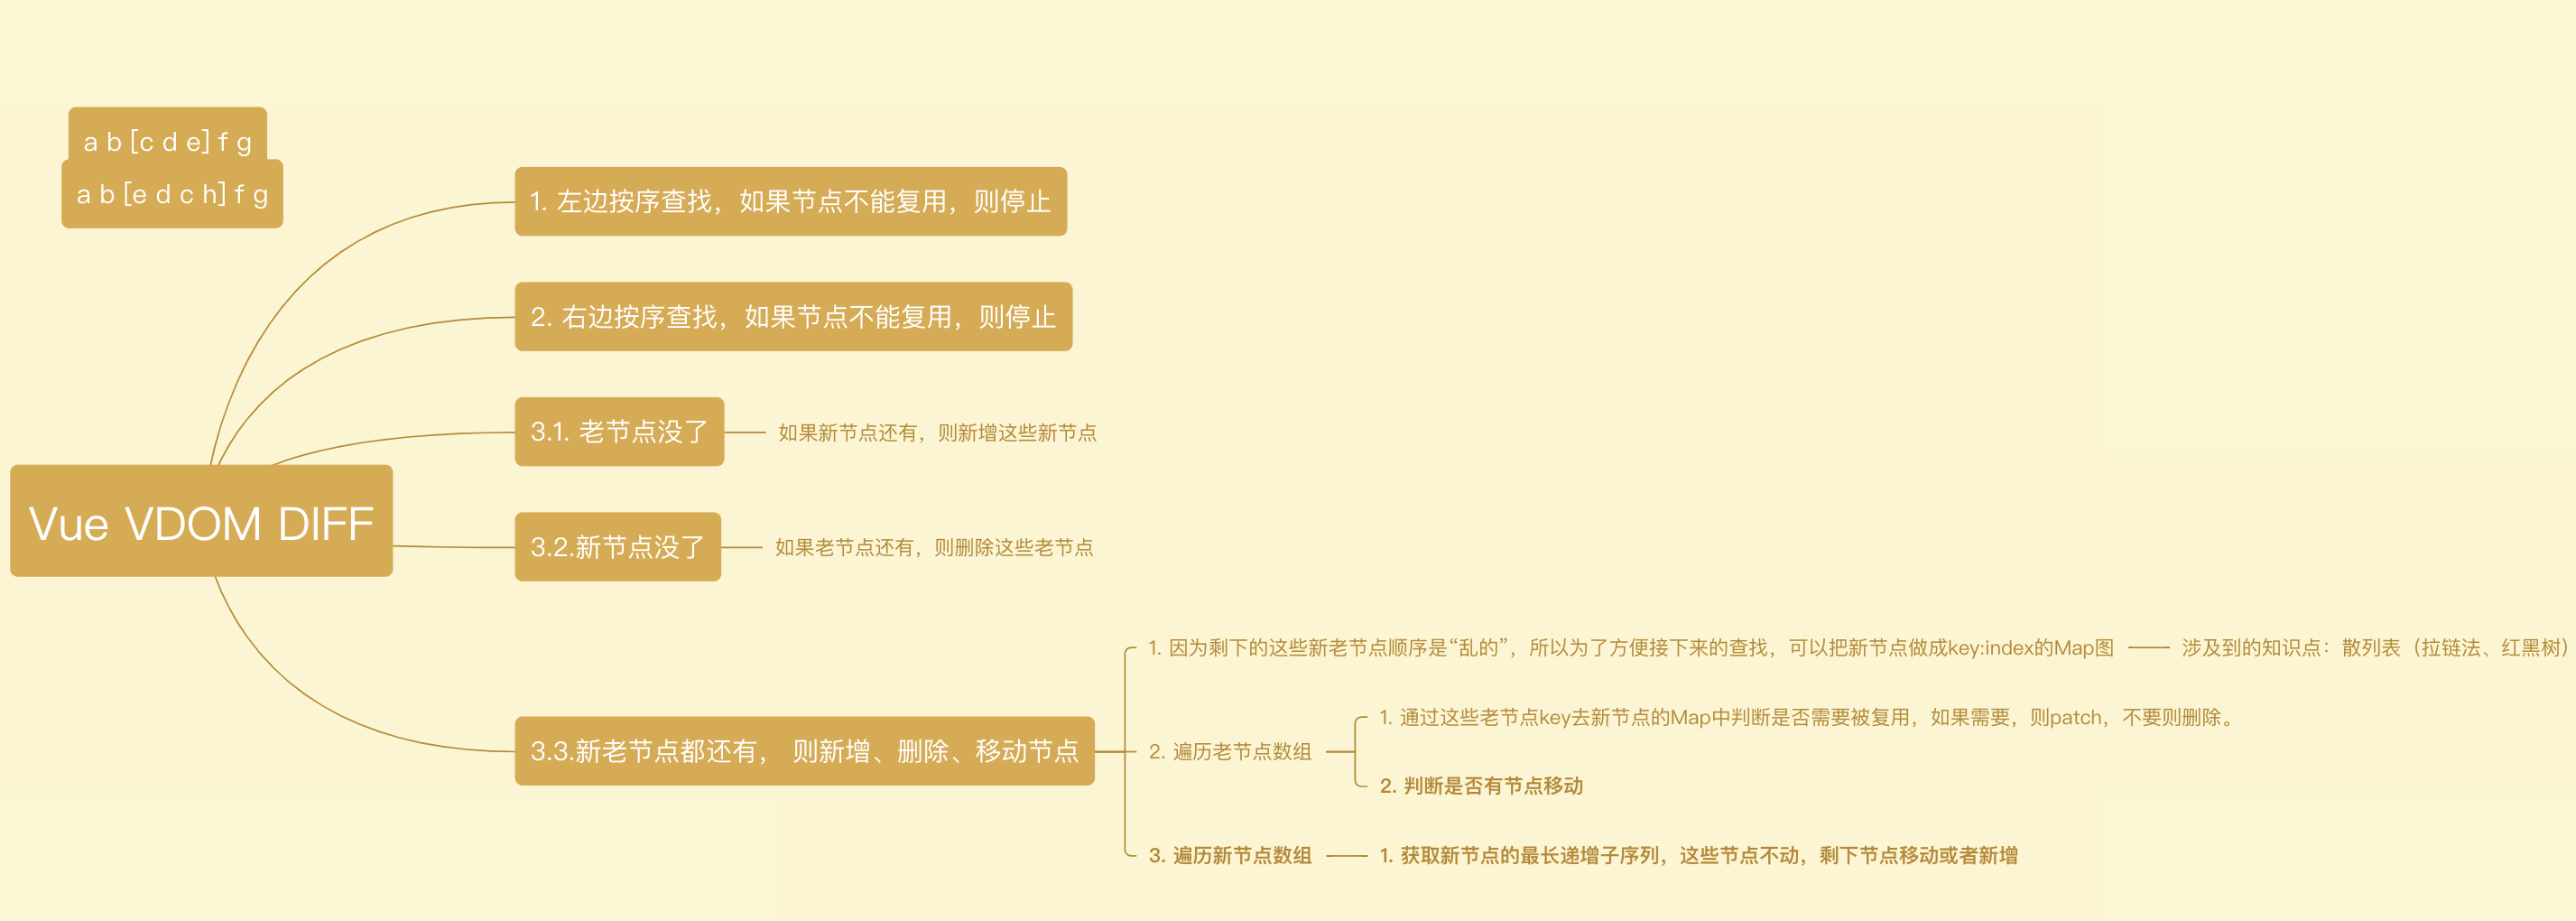 a b [c d e] f g
a b [e d c h] f g
Vue VDOM DIFF
1. 左边按序查找，如果节点不能复用，则停止
2. 右边按序查找，如果节点不能复用，则停止
3.1. 老节点没了
如果新节点还有，则新增这些新节点
3.2.新节点没了
如果老节点还有，则删除这些老节点
3.3.新老节点都还有， 则新增、删除、移动节点
1. 因为剩下的这些新老节点顺序是“乱的”，所以为了方便接下来的查找，可以把新节点做成key:index的Map图
涉及到的知识点：散列表（拉链法、红黑树）
2. 遍历老节点数组
1. 通过这些老节点key去新节点的Map中判断是否需要被复用，如果需要，则patch，不要则删除。
2. 判断是否有节点移动
3. 遍历新节点数组
1. 获取新节点的最长递增子序列，这些节点不动，剩下节点移动或者新增